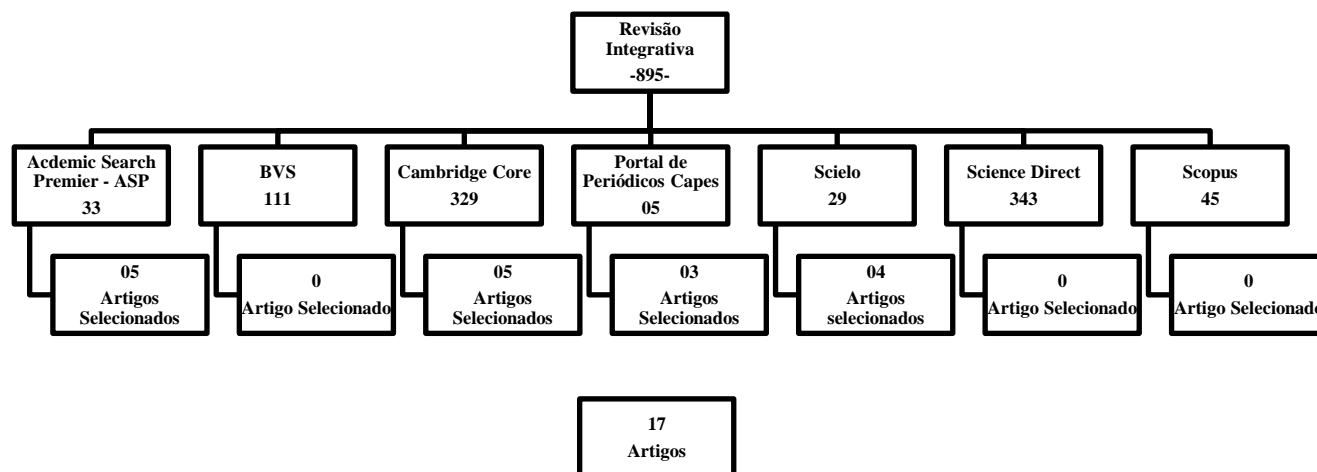 Revisão
Integrativa
-895-
Acdemic Search
Premier - ASP
33
BVS
111
Cambridge Core
329
Portal de
Periódicos Capes
05
Scielo
29
Science Direct
343
Scopus
45
05
Artigos
Selecionados
0
Artigo Selecionado
05
Artigos
Selecionados
03
Artigos
Selecionados
04
Artigos
selecionados
0
Artigo Selecionado
0
Artigo Selecionado
17
Artigos